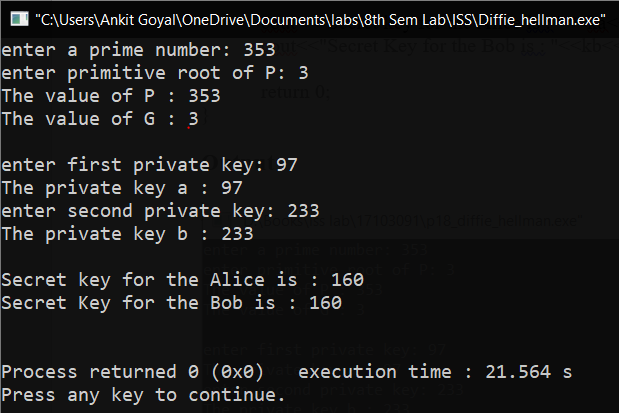 "C:\Users\Ankit Goyal\OneDrive\Documents\labs\8th Sem Lab\ISS\Diffie_hellman.exe"
enter a prime number: 353
enter primitive root of P: 3
The value of P : 353
The value of G : 3
enter first private key: 97
The private key a : 97
enter second private key: 233
The private key b : 233
Secret key for the Alice is : 160
Secret Key for the Bob is : 160
Process returned 0 (0x0)   execution time : 21.564 s
Press any key to continue.